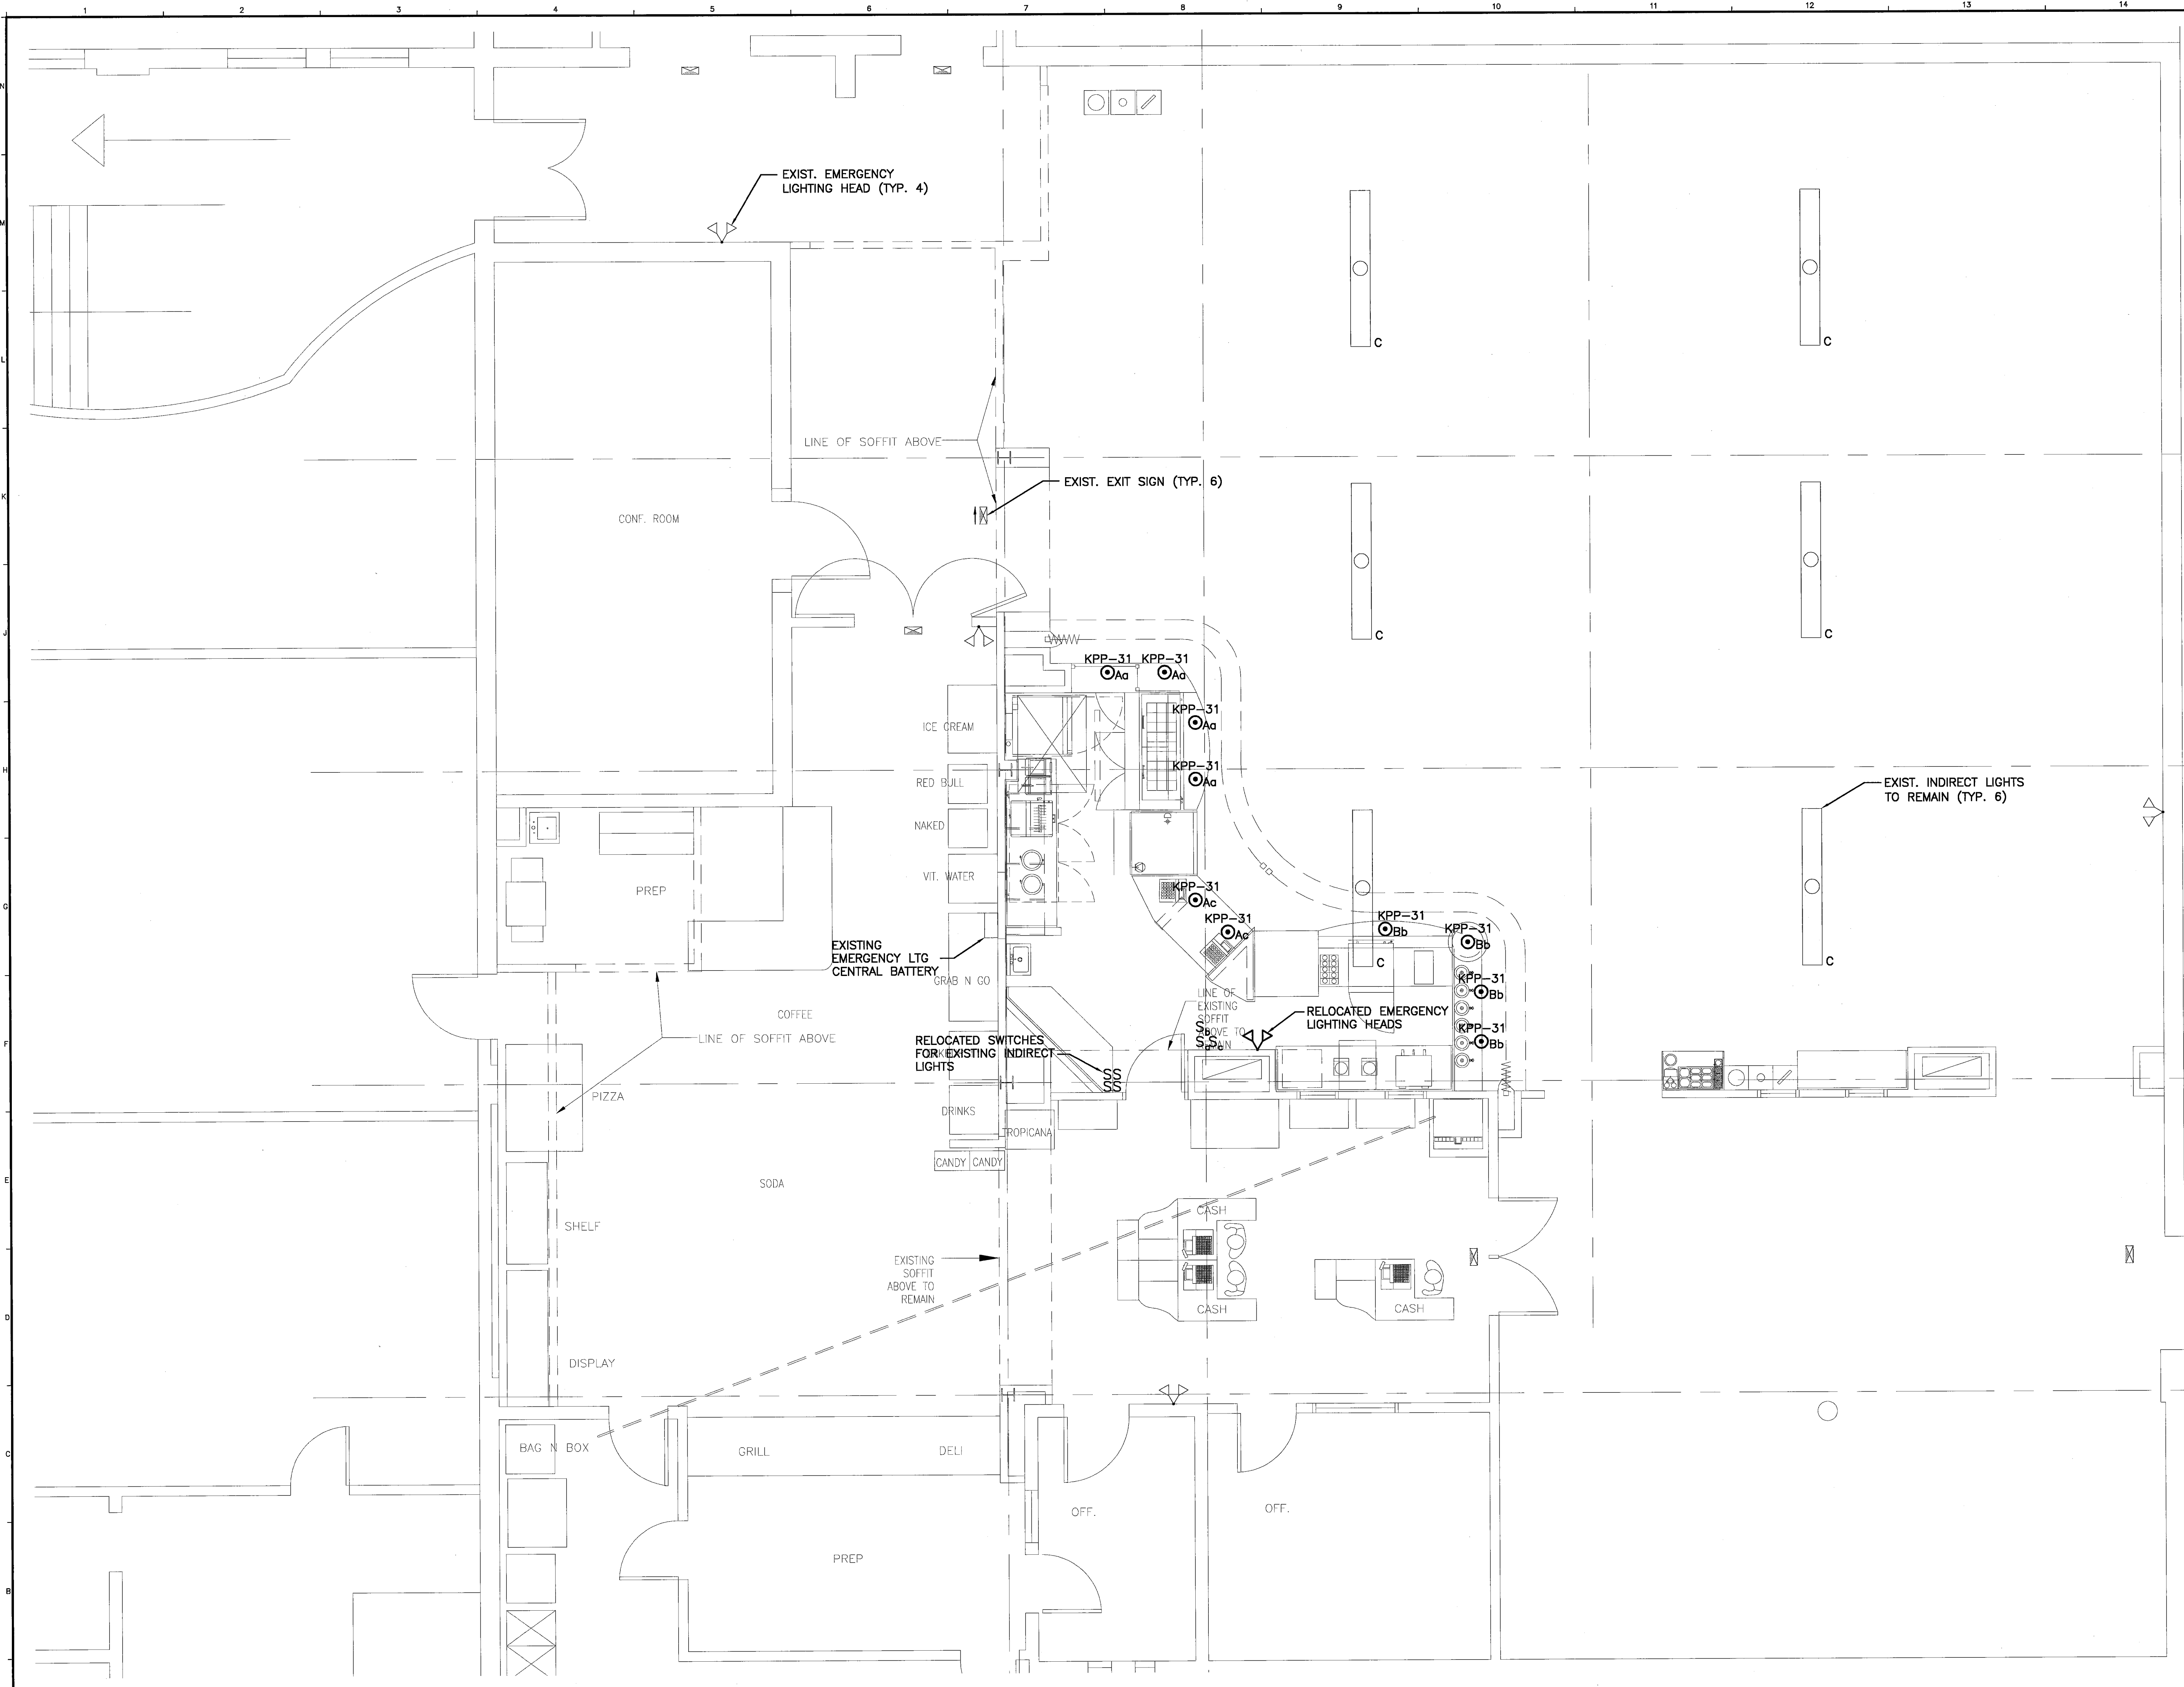 1 2 3 4 5 6 7 8 9 10 11 12 13 14
N
EXIST. EMERGENCY
LIGHTING HEAD (TYP. 4)
M
L
C
C
LINE OF SOFFIT ABOVE
K
EXIST. EXIT SIGN (TYP. 6)
CONF. ROOM
J
C
C
KPP-31 KPP-31
Aa Aa
KPP-31
Aa
ICE CREAM
H
KPP-31
Aa
RED BULL
EXIST. INDIRECT LIGHTS
TO REMAIN (TYP. 6)
NAKED
VIT. WATER
PREP
KPP-31
Ac
G
KPP-31
Ac
KPP-31
Bb
KPP-31
Bb
EXISTING
EMERGENCY LTG
CENTRAL BATTERY
C
C
GRAB N GO
KPP-31
Bb
LINE OF
EXISTING
SOFFIT
ABOVE TO
REMAIN
COFFEE
RELOCATED EMERGENCY
LIGHTING HEADS
F
LINE OF SOFFIT ABOVE
KPP-31
Bb
RELOCATED SWITCHES
FOR EXISTING INDIRECT
LIGHTS
SS
SS
PIZZA
DRINKS
TROPICANA
CANDY CANDY
E
SODA
CASH
SHELF
EXISTING
SOFFIT
ABOVE TO
REMAIN
D
CASH
CASH
DISPLAY
C
BAG N BOX
GRILL
DELI
OFF.
OFF.
PREP
B